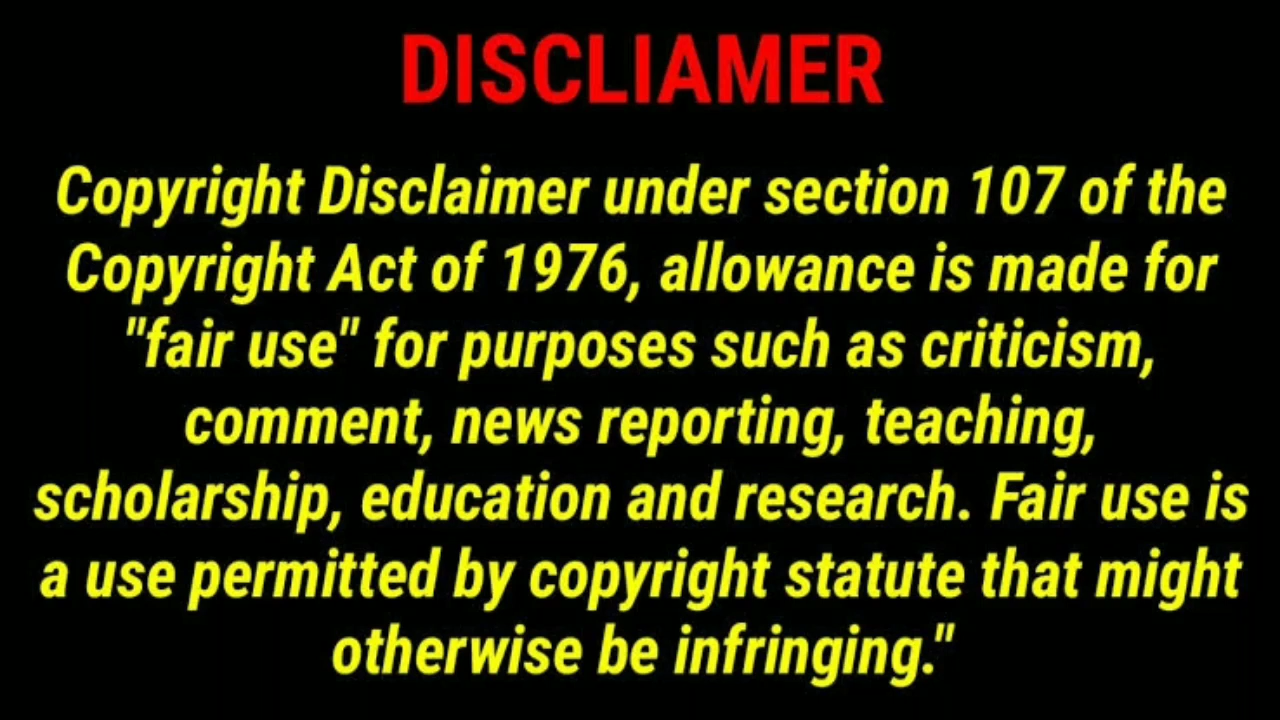 DISCLIAMER
Copyright Disclaimer under section 107 of the
Copyright Act of 1976, allowance is made for
"fair use" for purposes such as criticism,
comment, news reporting, teaching,
scholarship, education and research. Fair use is
a use permitted by copyright statute that might
otherwise be infringing."